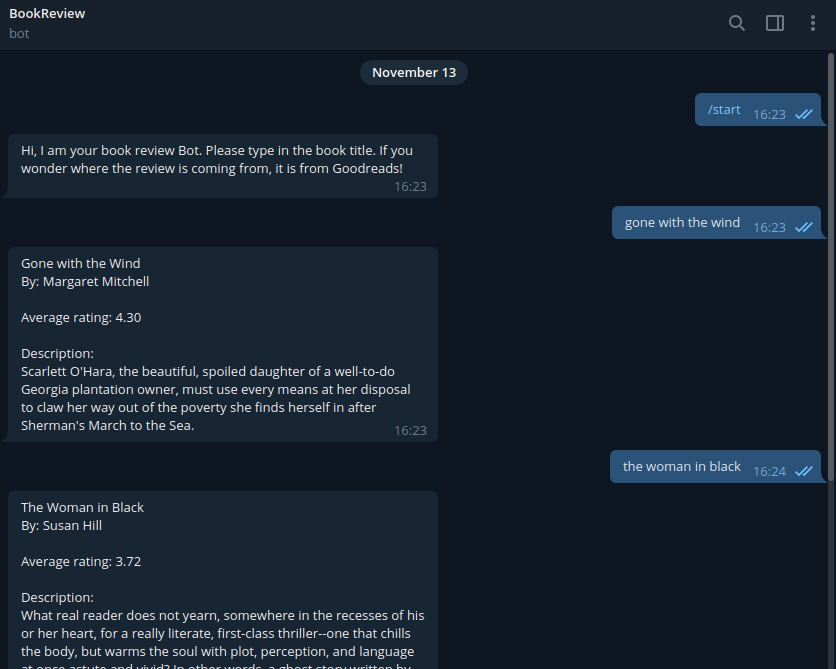 BookReview
bot
November 13
/start 16:23
Hi, I am your book review Bot. Please type in the book title. If you
wonder where the review is coming from, it is from Goodreads!
16:23
gone with the wind 16:23
Gone with the Wind
By: Margaret Mitchell
Average rating: 4.30
Description:
Scarlett O'Hara, the beautiful, spoiled daughter of a well-to-do
Georgia plantation owner, must use every means at her disposal
to claw her way out of the poverty she finds herself in after
Sherman's March to the Sea.
16:23
the woman in black 16:24
The Woman in Black
By: Susan Hill
Average rating: 3.72
Description:
What real reader does not yearn, somewhere in the recesses of his
or her heart, for a really literate, first-class thriller--one that chills
the body, but warms the soul with plot, perception, and language
at once astute and vivid? In other words, a ghost story written by